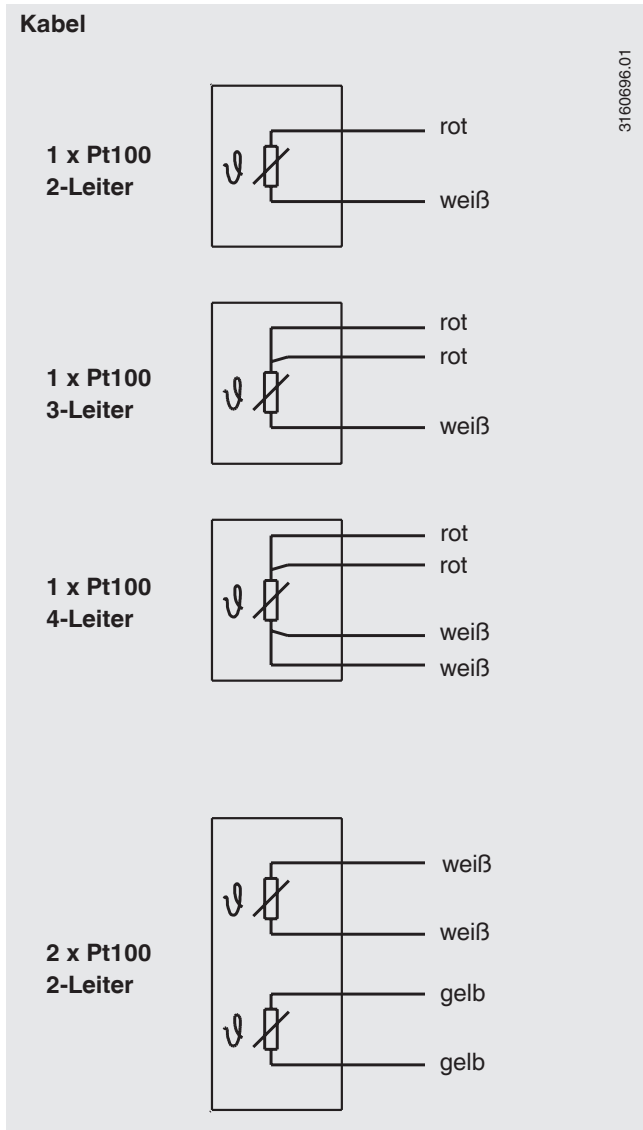 Kabel
3160696.01
1 x Pt100
2-Leiter
rot
weiß
1 x Pt100
3-Leiter
rot
rot
weiß
1 x Pt100
4-Leiter
rot
rot
weiß
weiß
2 x Pt100
2-Leiter
weiß
weiß
gelb
gelb
ϑ
ϑ
ϑ
ϑ
ϑ